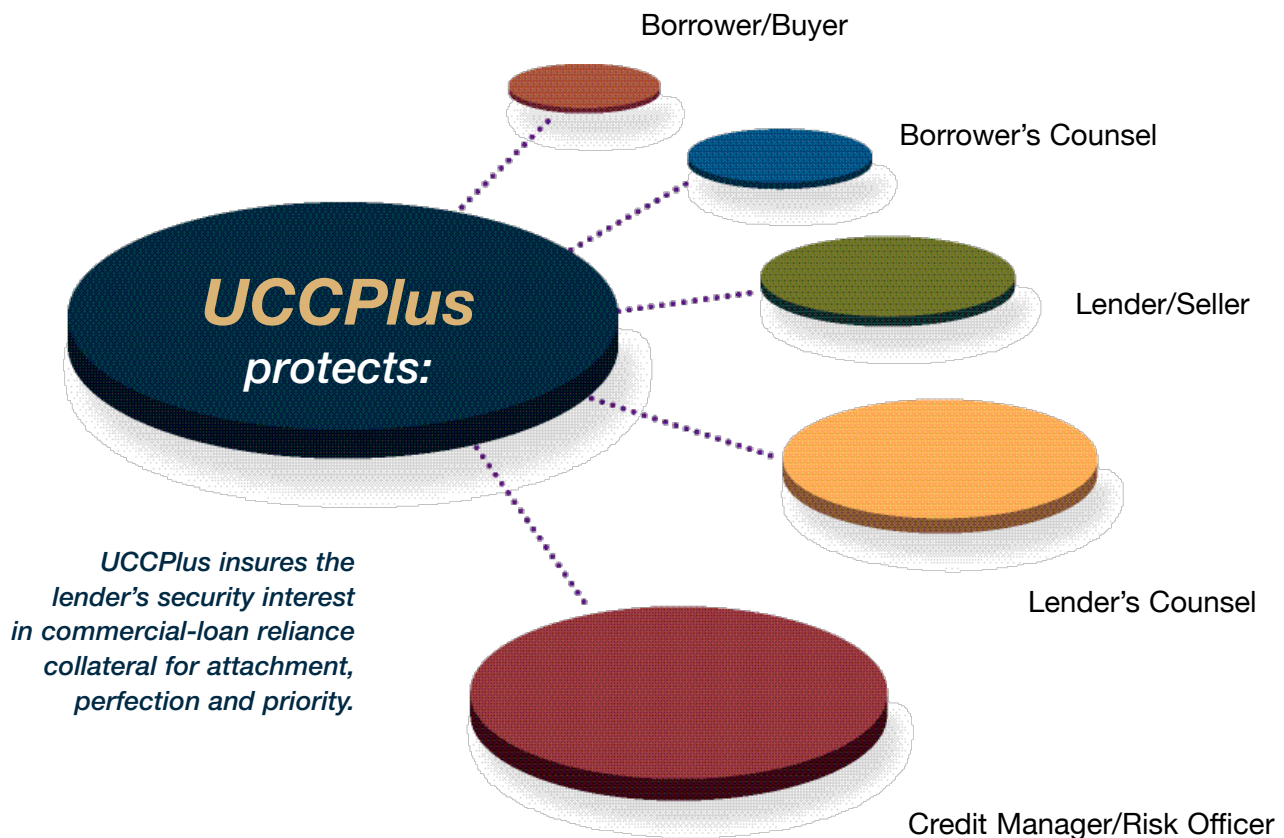 Borrower/Buyer
Borrower’s Counsel
UCCPlus
protects:
Lender/Seller
Lender’s Counsel
UCCPlus insures the
lender’s security interest
in commercial-loan reliance
collateral for attachment,
perfection and priority.
Credit Manager/Risk Officer